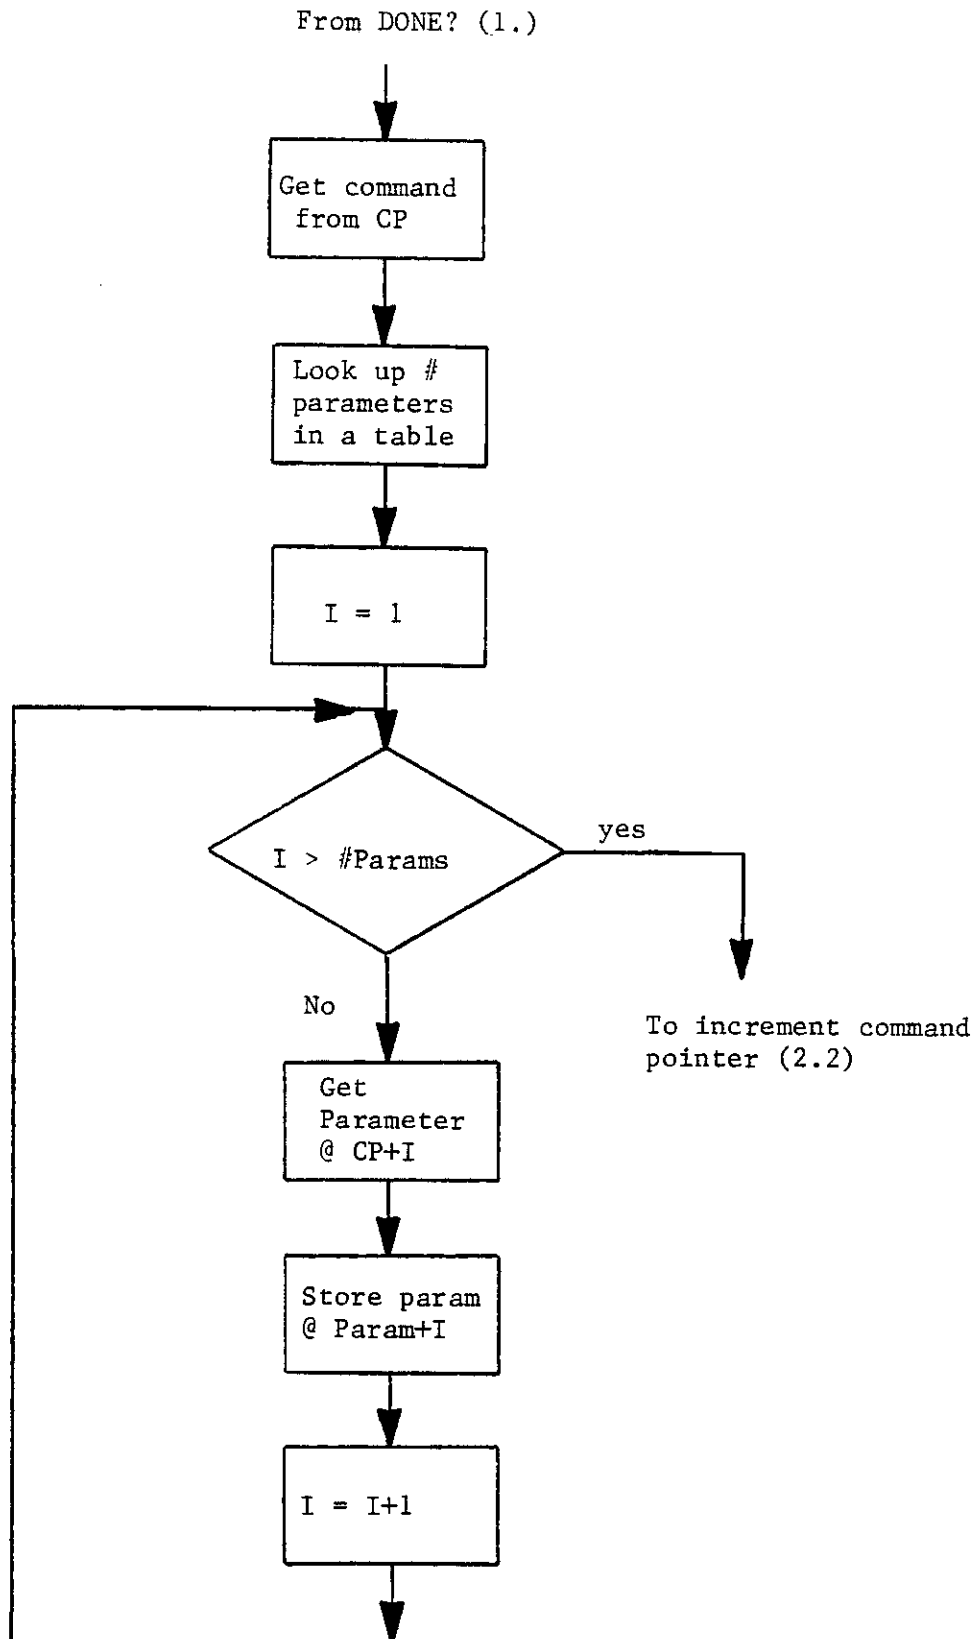 From DONE? (1.)
Get command
from CP
Look up #
parameters
in a table
I = 1
I > #Params
yes
No
To increment command
pointer (2.2)
Get
Parameter
@ CP+I
Store param
@ Param+I
I = I+1